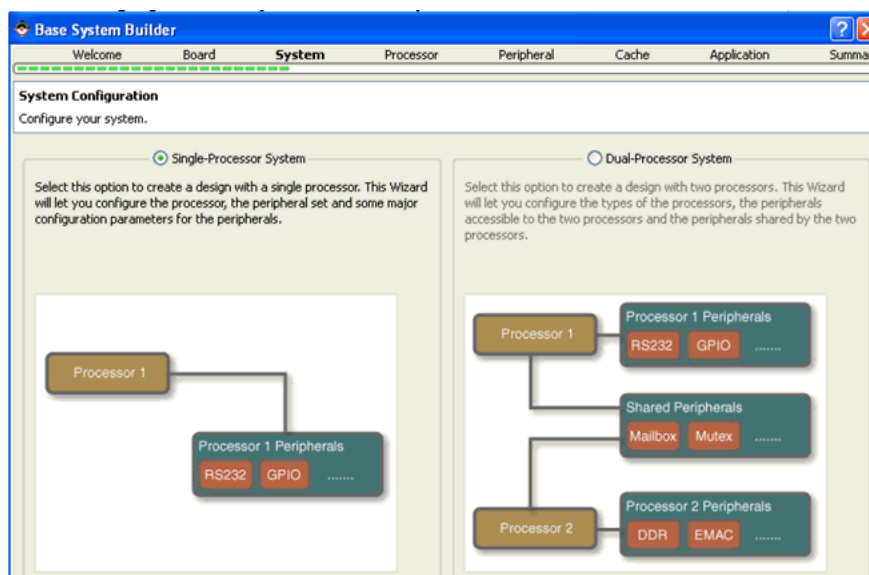 Base System Builder
Welcome Board System Processor Peripheral Cache Application Summa
System Configuration
Configure your system.
Single-Processor System
Select this option to create a design with a single processor. This Wizard
will let you configure the processor, the peripheral set and some major
configuration parameters for the peripherals.
Processor 1
Processor 1 Peripherals
RS232 GPIO .......
Dual-Processor System
Select this option to create a design with two processors. This Wizard
will let you configure the types of the processors, the peripherals
accessible to the two processors and the peripherals shared by the two
processors.
Processor 1
Processor 1 Peripherals
RS232 GPIO .......
Shared Peripherals
Mailbox Mutex .......
Processor 2
Processor 2 Peripherals
DDR EMAC .......